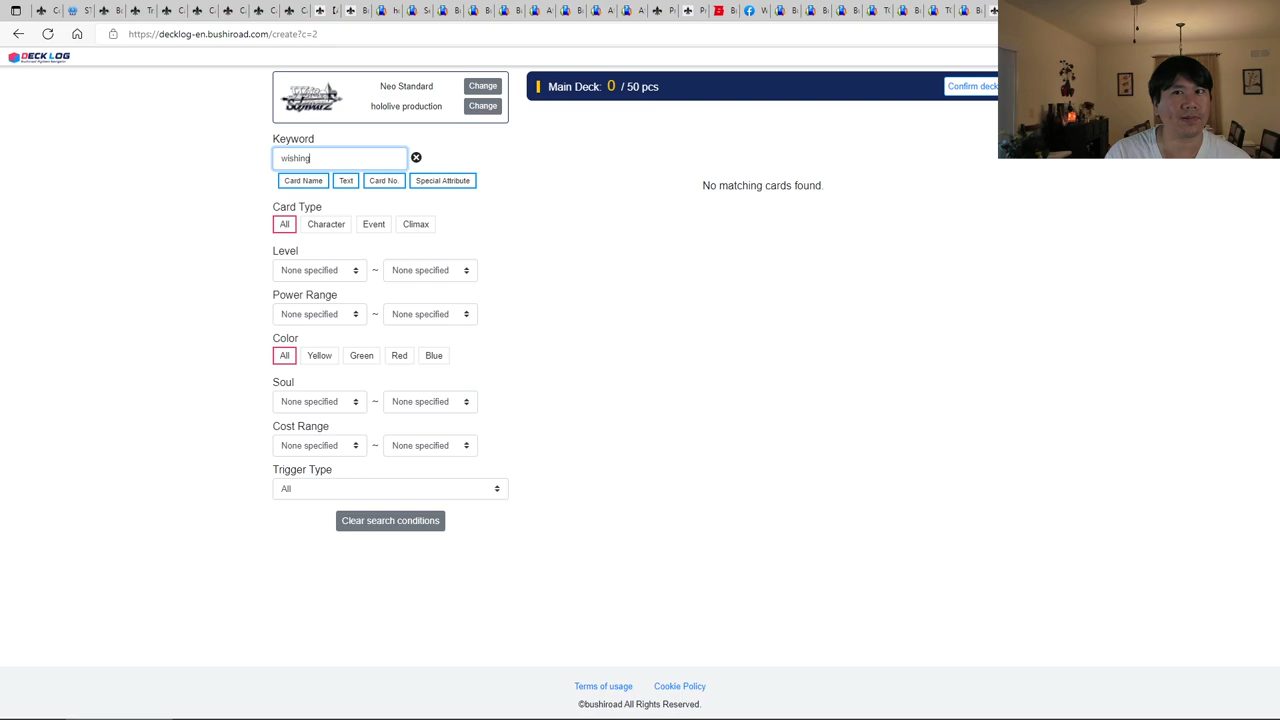 https://decklog-en.bushiroad.com/create?c=2
DECK LOG
Neo Standard Change
hololive production Change
Main Deck: 0 / 50 pcs
Confirm deck
Keyword
wishing
Card Name Text Card No. Special Attribute
No matching cards found.
Card Type
All Character Event Climax
Level
None specified ~ None specified
Power Range
None specified ~ None specified
Color
All Yellow Green Red Blue
Soul
None specified ~ None specified
Cost Range
None specified ~ None specified
Trigger Type
All
Clear search conditions
Terms of usage Cookie Policy
©bushiroad All Rights Reserved.